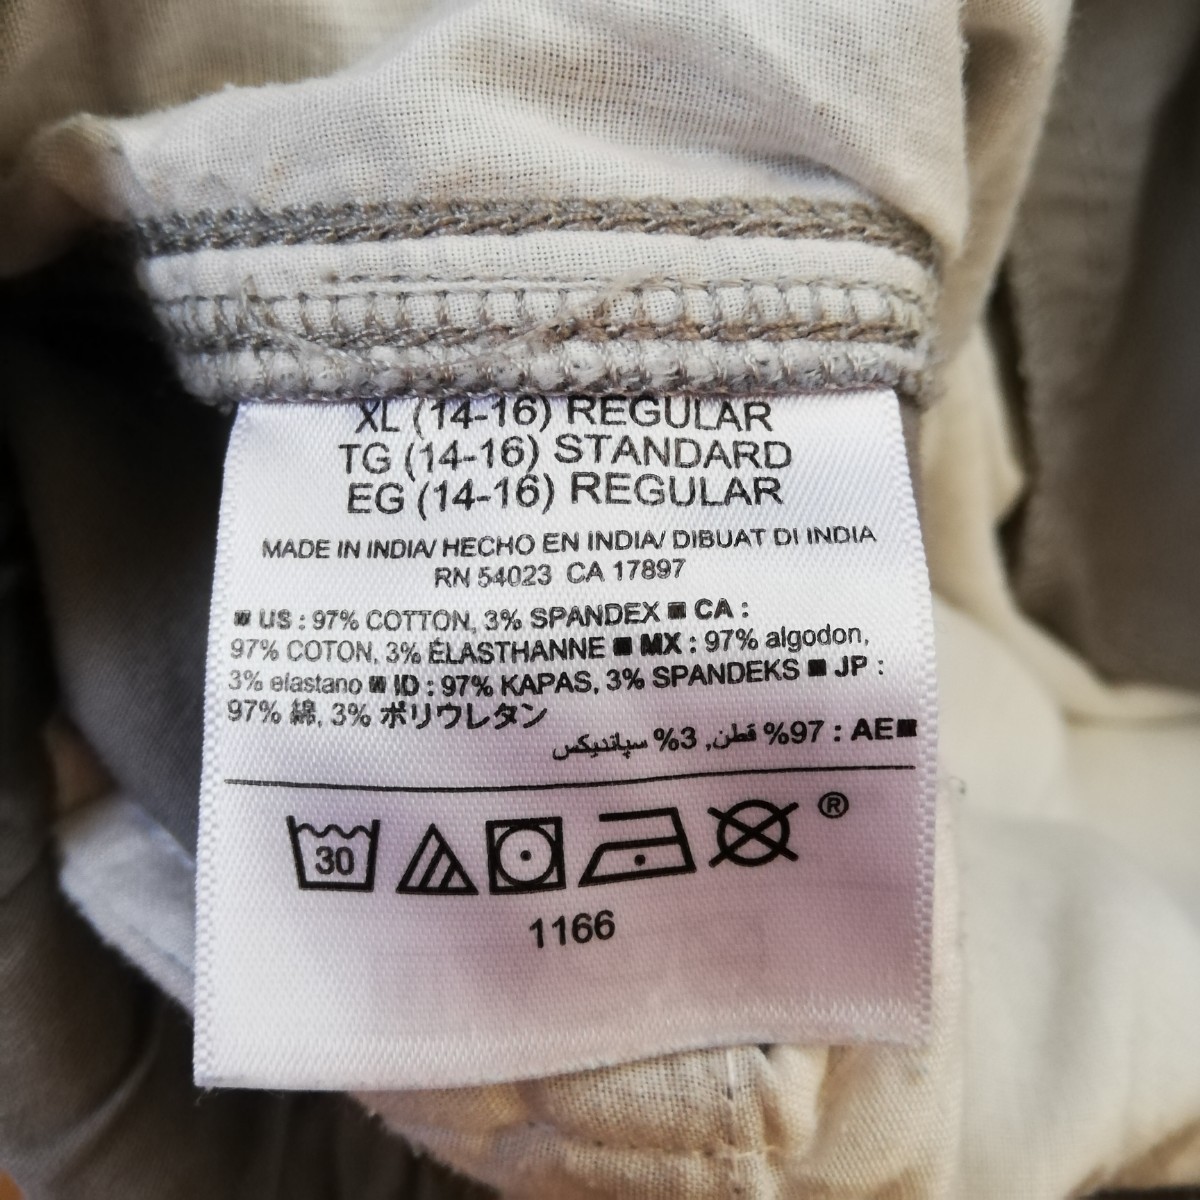 XL (14-16) REGULAR
TG (14-16) STANDARD
EG (14-16) REGULAR
MADE IN INDIA/ HECHO EN INDIA/ DIBUAT DI INDIA
RN 54023 CA 17897
■ US : 97% COTTON, 3% SPANDEX ■ CA :
97% COTON, 3% ÉLASTHANNE ■ MX : 97% algodon,
3% elastano ■ ID : 97% KAPAS, 3% SPANDEKS ■ JP :
97% 綿, 3% ポリウレタン
■AE : 97% قطن, 3% سپاندیکس
30
®
1166